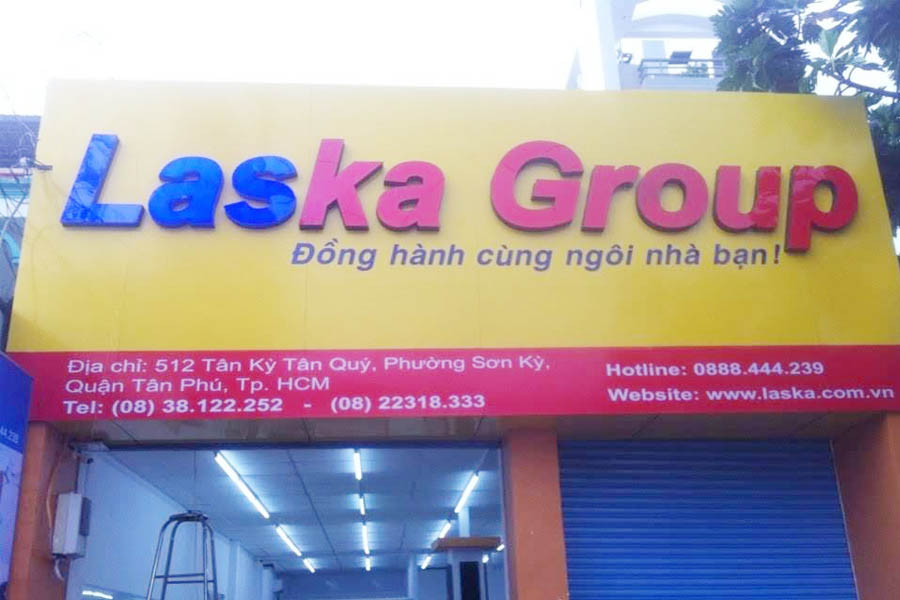 Laska Group
Đồng hành cùng ngôi nhà bạn!
Địa chỉ: 512 Tân Kỳ Tân Quý, Phường Sơn Kỳ,
Quận Tân Phú, Tp. HCM
Tel: (08) 38.122.252 - (08) 22318.333
Hotline: 0888.444.239
Website: www.laska.com.vn